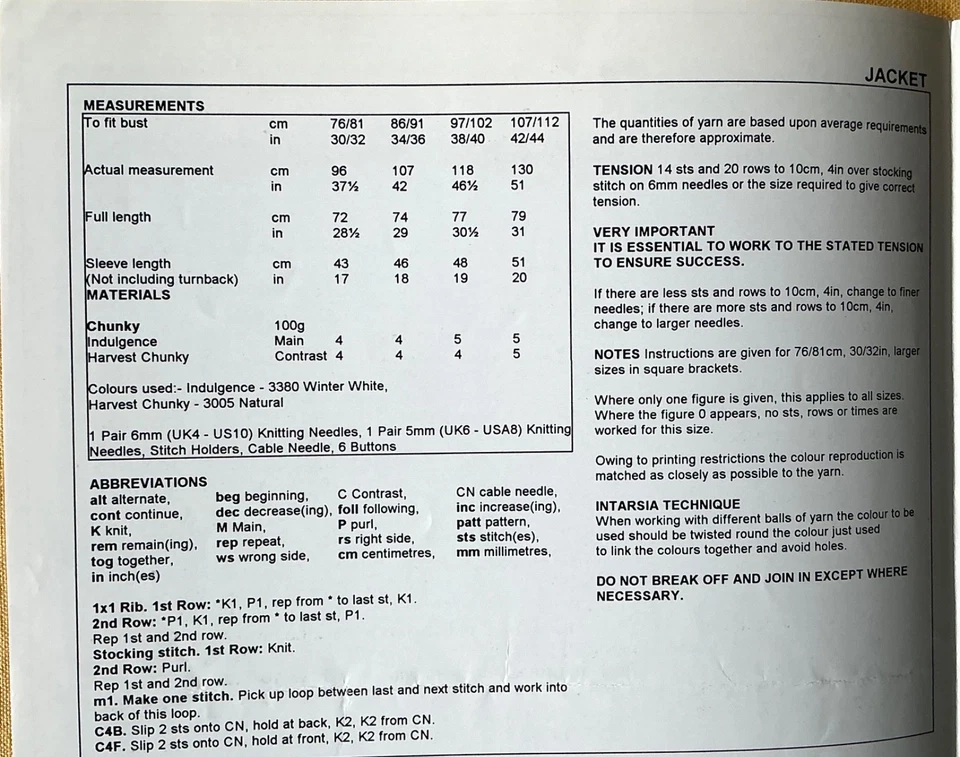 JACKET
MEASUREMENTS
To fit bust cm 76/81 86/91 97/102 107/112
in 30/32 34/36 38/40 42/44
Actual measurement cm 96 107 118 130
in 37½ 42 46½ 51
Full length cm 72 74 77 79
in 28½ 29 30½ 31
Sleeve length cm 43 46 48 51
(Not including turnback) in 17 18 19 20
MATERIALS
Chunky 100g
Indulgence Main 4 4 5 5
Harvest Chunky Contrast 4 4 4 5
Colours used:- Indulgence - 3380 Winter White,
Harvest Chunky - 3005 Natural
1 Pair 6mm (UK4 - US10) Knitting Needles, 1 Pair 5mm (UK6 - USA8) Knitting
Needles, Stitch Holders, Cable Needle, 6 Buttons
ABBREVIATIONS
alt alternate, beg beginning, C Contrast, CN cable needle,
cont continue, dec decrease(ing), foll following, inc increase(ing),
K knit, M Main, P purl, patt pattern,
rem remain(ing), rep repeat, rs right side, sts stitch(es),
tog together, ws wrong side, cm centimetres, mm millimetres,
in inch(es)
1x1 Rib. 1st Row: *K1, P1, rep from * to last st, K1.
2nd Row: *P1, K1, rep from * to last st, P1.
Rep 1st and 2nd row.
Stocking stitch. 1st Row: Knit.
2nd Row: Purl.
Rep 1st and 2nd row.
m1. Make one stitch. Pick up loop between last and next stitch and work into
back of this loop.
C4B. Slip 2 sts onto CN, hold at back, K2, K2 from CN.
C4F. Slip 2 sts onto CN, hold at front, K2, K2 from CN.
The quantities of yarn are based upon average requirements
and are therefore approximate.
TENSION 14 sts and 20 rows to 10cm, 4in over stocking
stitch on 6mm needles or the size required to give correct
tension.
VERY IMPORTANT
IT IS ESSENTIAL TO WORK TO THE STATED TENSION
TO ENSURE SUCCESS.
If there are less sts and rows to 10cm, 4in, change to finer
needles; if there are more sts and rows to 10cm, 4in,
change to larger needles.
NOTES Instructions are given for 76/81cm, 30/32in, larger
sizes in square brackets.
Where only one figure is given, this applies to all sizes.
Where the figure 0 appears, no sts, rows or times are
worked for this size.
Owing to printing restrictions the colour reproduction is
matched as closely as possible to the yarn.
INTARSIA TECHNIQUE
When working with different balls of yarn the colour to be
used should be twisted round the colour just used
to link the colours together and avoid holes.
DO NOT BREAK OFF AND JOIN IN EXCEPT WHERE
NECESSARY.